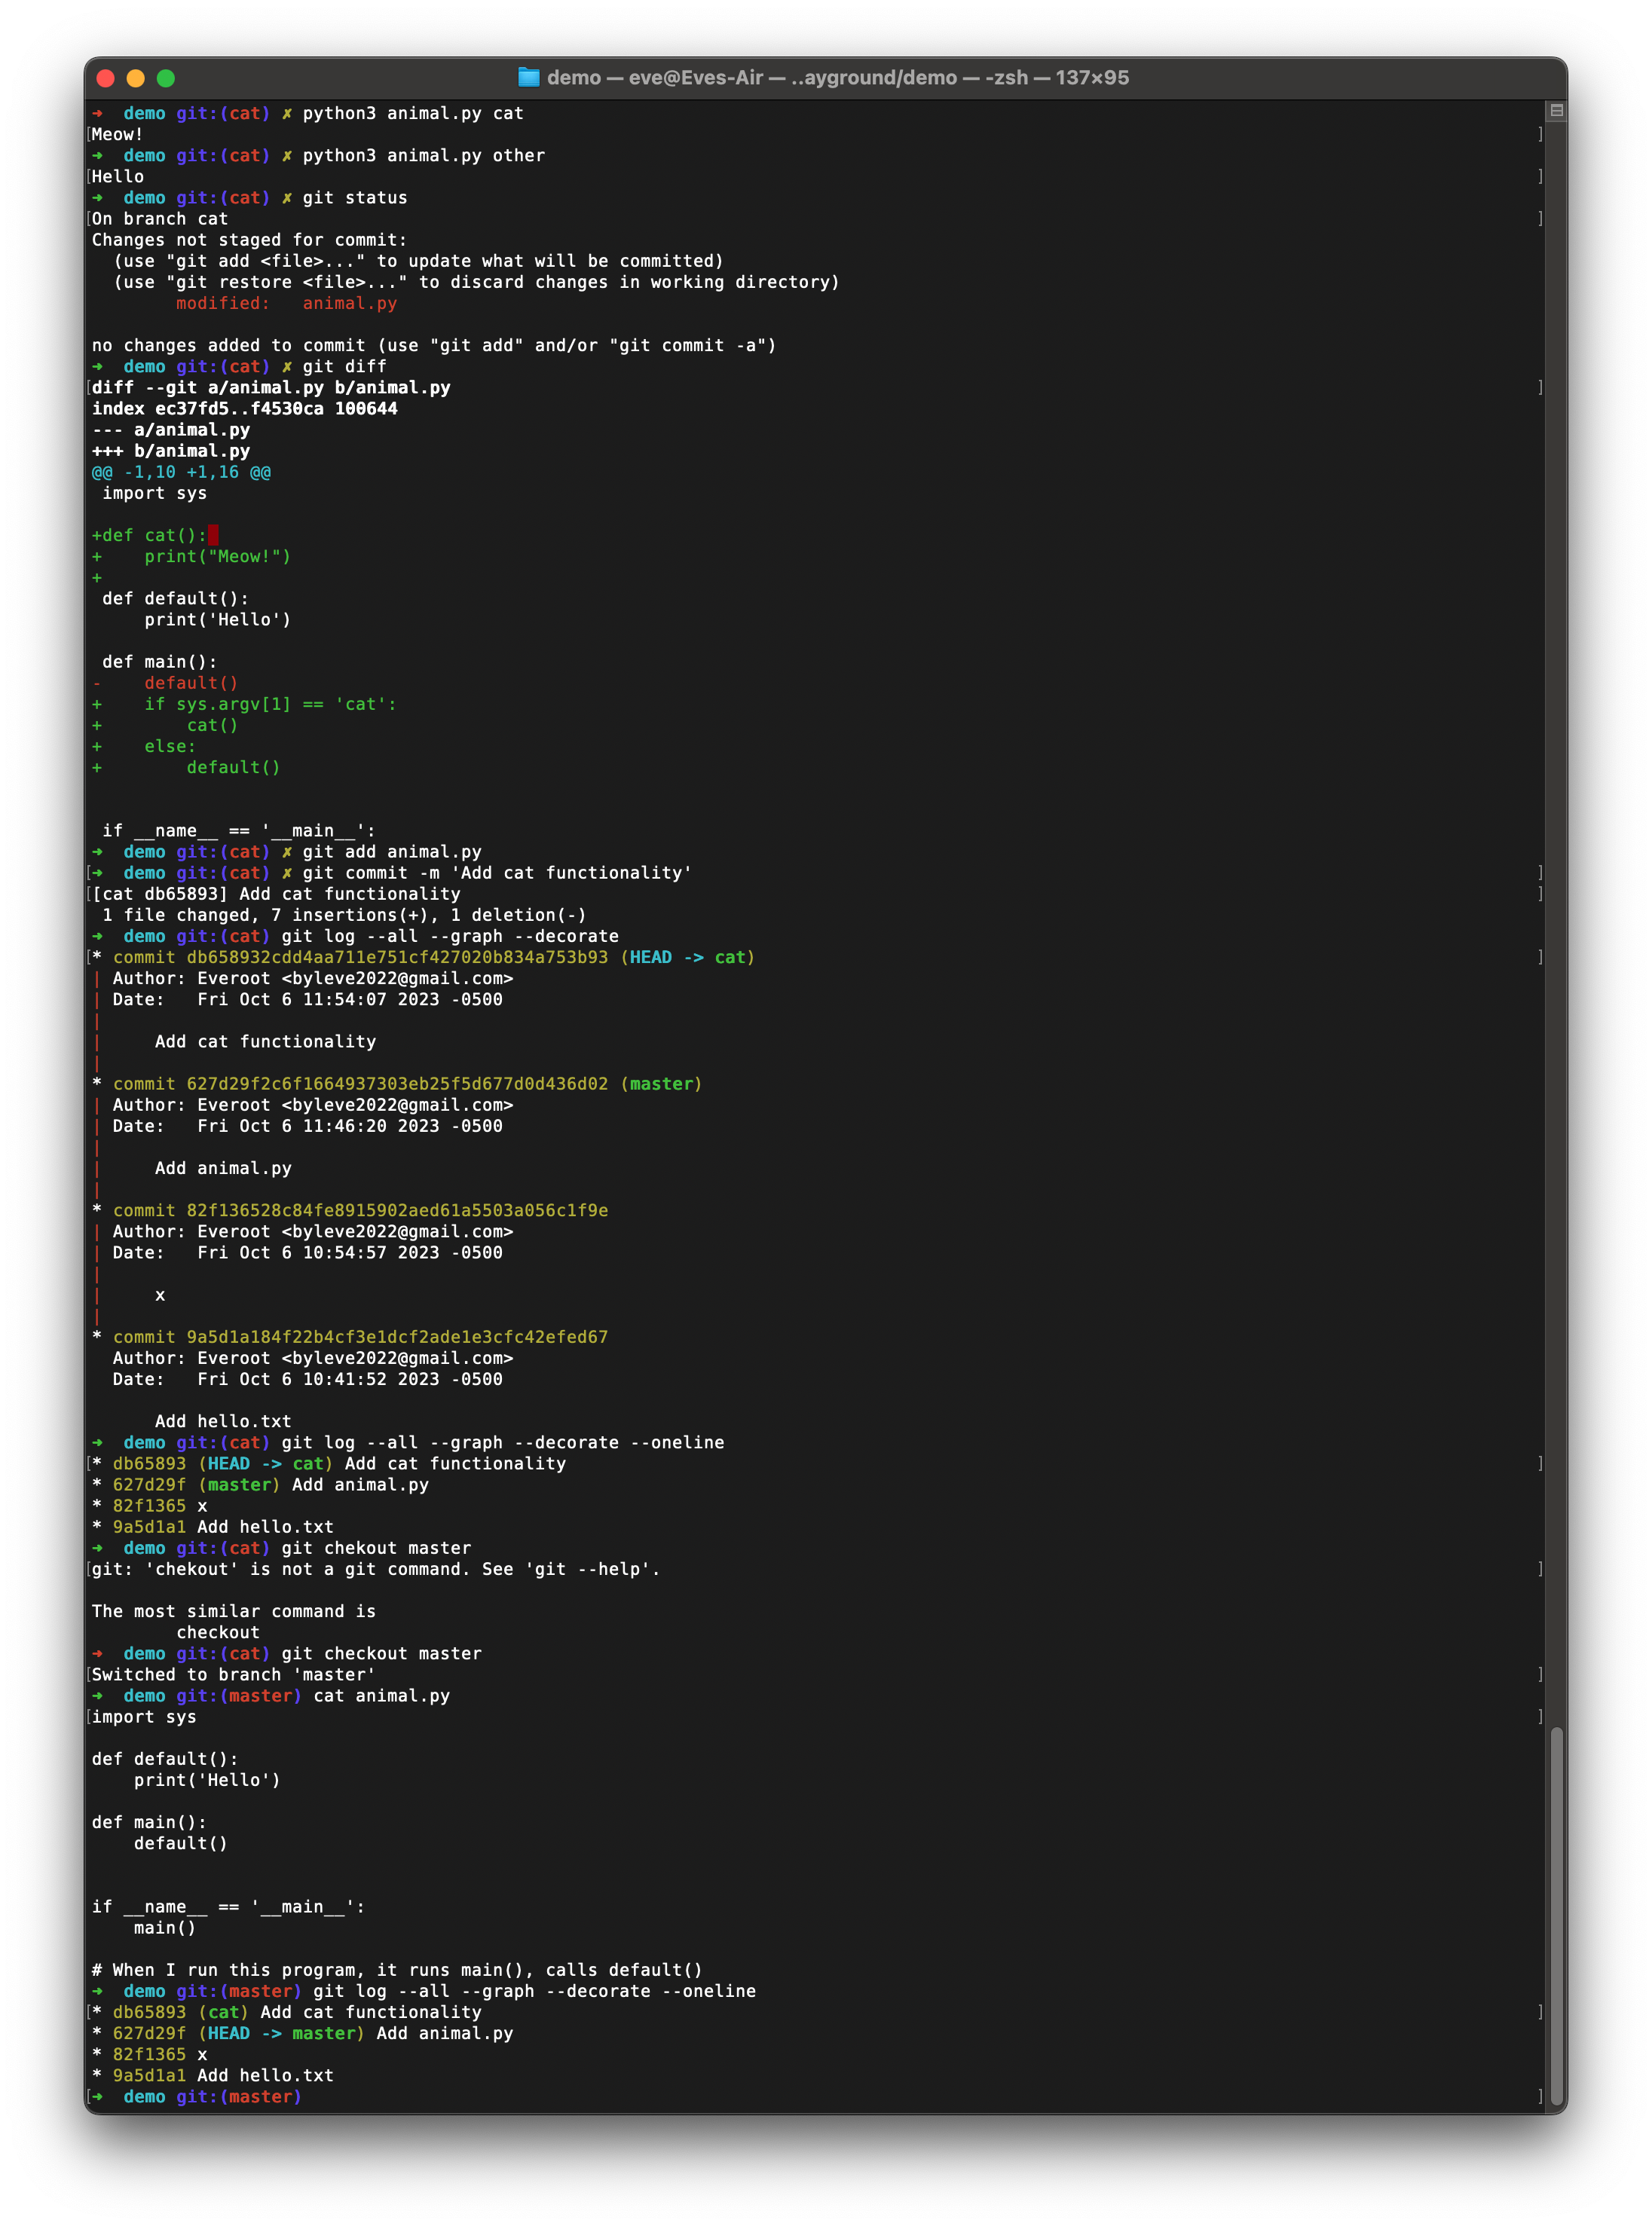 demo — eve@Eves-Air — ..ayground/demo — -zsh — 137×95
➜  demo git:(cat) ✗ python3 animal.py cat
Meow!
➜  demo git:(cat) ✗ python3 animal.py other
Hello
➜  demo git:(cat) ✗ git status
On branch cat
Changes not staged for commit:
  (use "git add <file>..." to update what will be committed)
  (use "git restore <file>..." to discard changes in working directory)
        modified:   animal.py

no changes added to commit (use "git add" and/or "git commit -a")
➜  demo git:(cat) ✗ git diff
diff --git a/animal.py b/animal.py
index ec37fd5..f4530ca 100644
--- a/animal.py
+++ b/animal.py
@@ -1,10 +1,16 @@
 import sys

+def cat():
+    print("Meow!")
+
 def default():
     print('Hello')

 def main():
-    default()
+    if sys.argv[1] == 'cat':
+        cat()
+    else:
+        default()


 if __name__ == '__main__':
➜  demo git:(cat) ✗ git add animal.py
➜  demo git:(cat) ✗ git commit -m 'Add cat functionality'
[cat db65893] Add cat functionality
 1 file changed, 7 insertions(+), 1 deletion(-)
➜  demo git:(cat) git log --all --graph --decorate
* commit db658932cdd4aa711e751cf427020b834a753b93 (HEAD -> cat)
| Author: Everoot <byleve2022@gmail.com>
| Date:   Fri Oct 6 11:54:07 2023 -0500
|
|     Add cat functionality
|
* commit 627d29f2c6f1664937303eb25f5d677d0d436d02 (master)
| Author: Everoot <byleve2022@gmail.com>
| Date:   Fri Oct 6 11:46:20 2023 -0500
|
|     Add animal.py
|
* commit 82f136528c84fe8915902aed61a5503a056c1f9e
| Author: Everoot <byleve2022@gmail.com>
| Date:   Fri Oct 6 10:54:57 2023 -0500
|
|     x
|
* commit 9a5d1a184f22b4cf3e1dcf2ade1e3cfc42efed67
  Author: Everoot <byleve2022@gmail.com>
  Date:   Fri Oct 6 10:41:52 2023 -0500

      Add hello.txt
➜  demo git:(cat) git log --all --graph --decorate --oneline
* db65893 (HEAD -> cat) Add cat functionality
* 627d29f (master) Add animal.py
* 82f1365 x
* 9a5d1a1 Add hello.txt
➜  demo git:(cat) git chekout master
git: 'chekout' is not a git command. See 'git --help'.

The most similar command is
        checkout
➜  demo git:(cat) git checkout master
Switched to branch 'master'
➜  demo git:(master) cat animal.py
import sys

def default():
    print('Hello')

def main():
    default()


if __name__ == '__main__':
    main()

# When I run this program, it runs main(), calls default()
➜  demo git:(master) git log --all --graph --decorate --oneline
* db65893 (cat) Add cat functionality
* 627d29f (HEAD -> master) Add animal.py
* 82f1365 x
* 9a5d1a1 Add hello.txt
➜  demo git:(master)